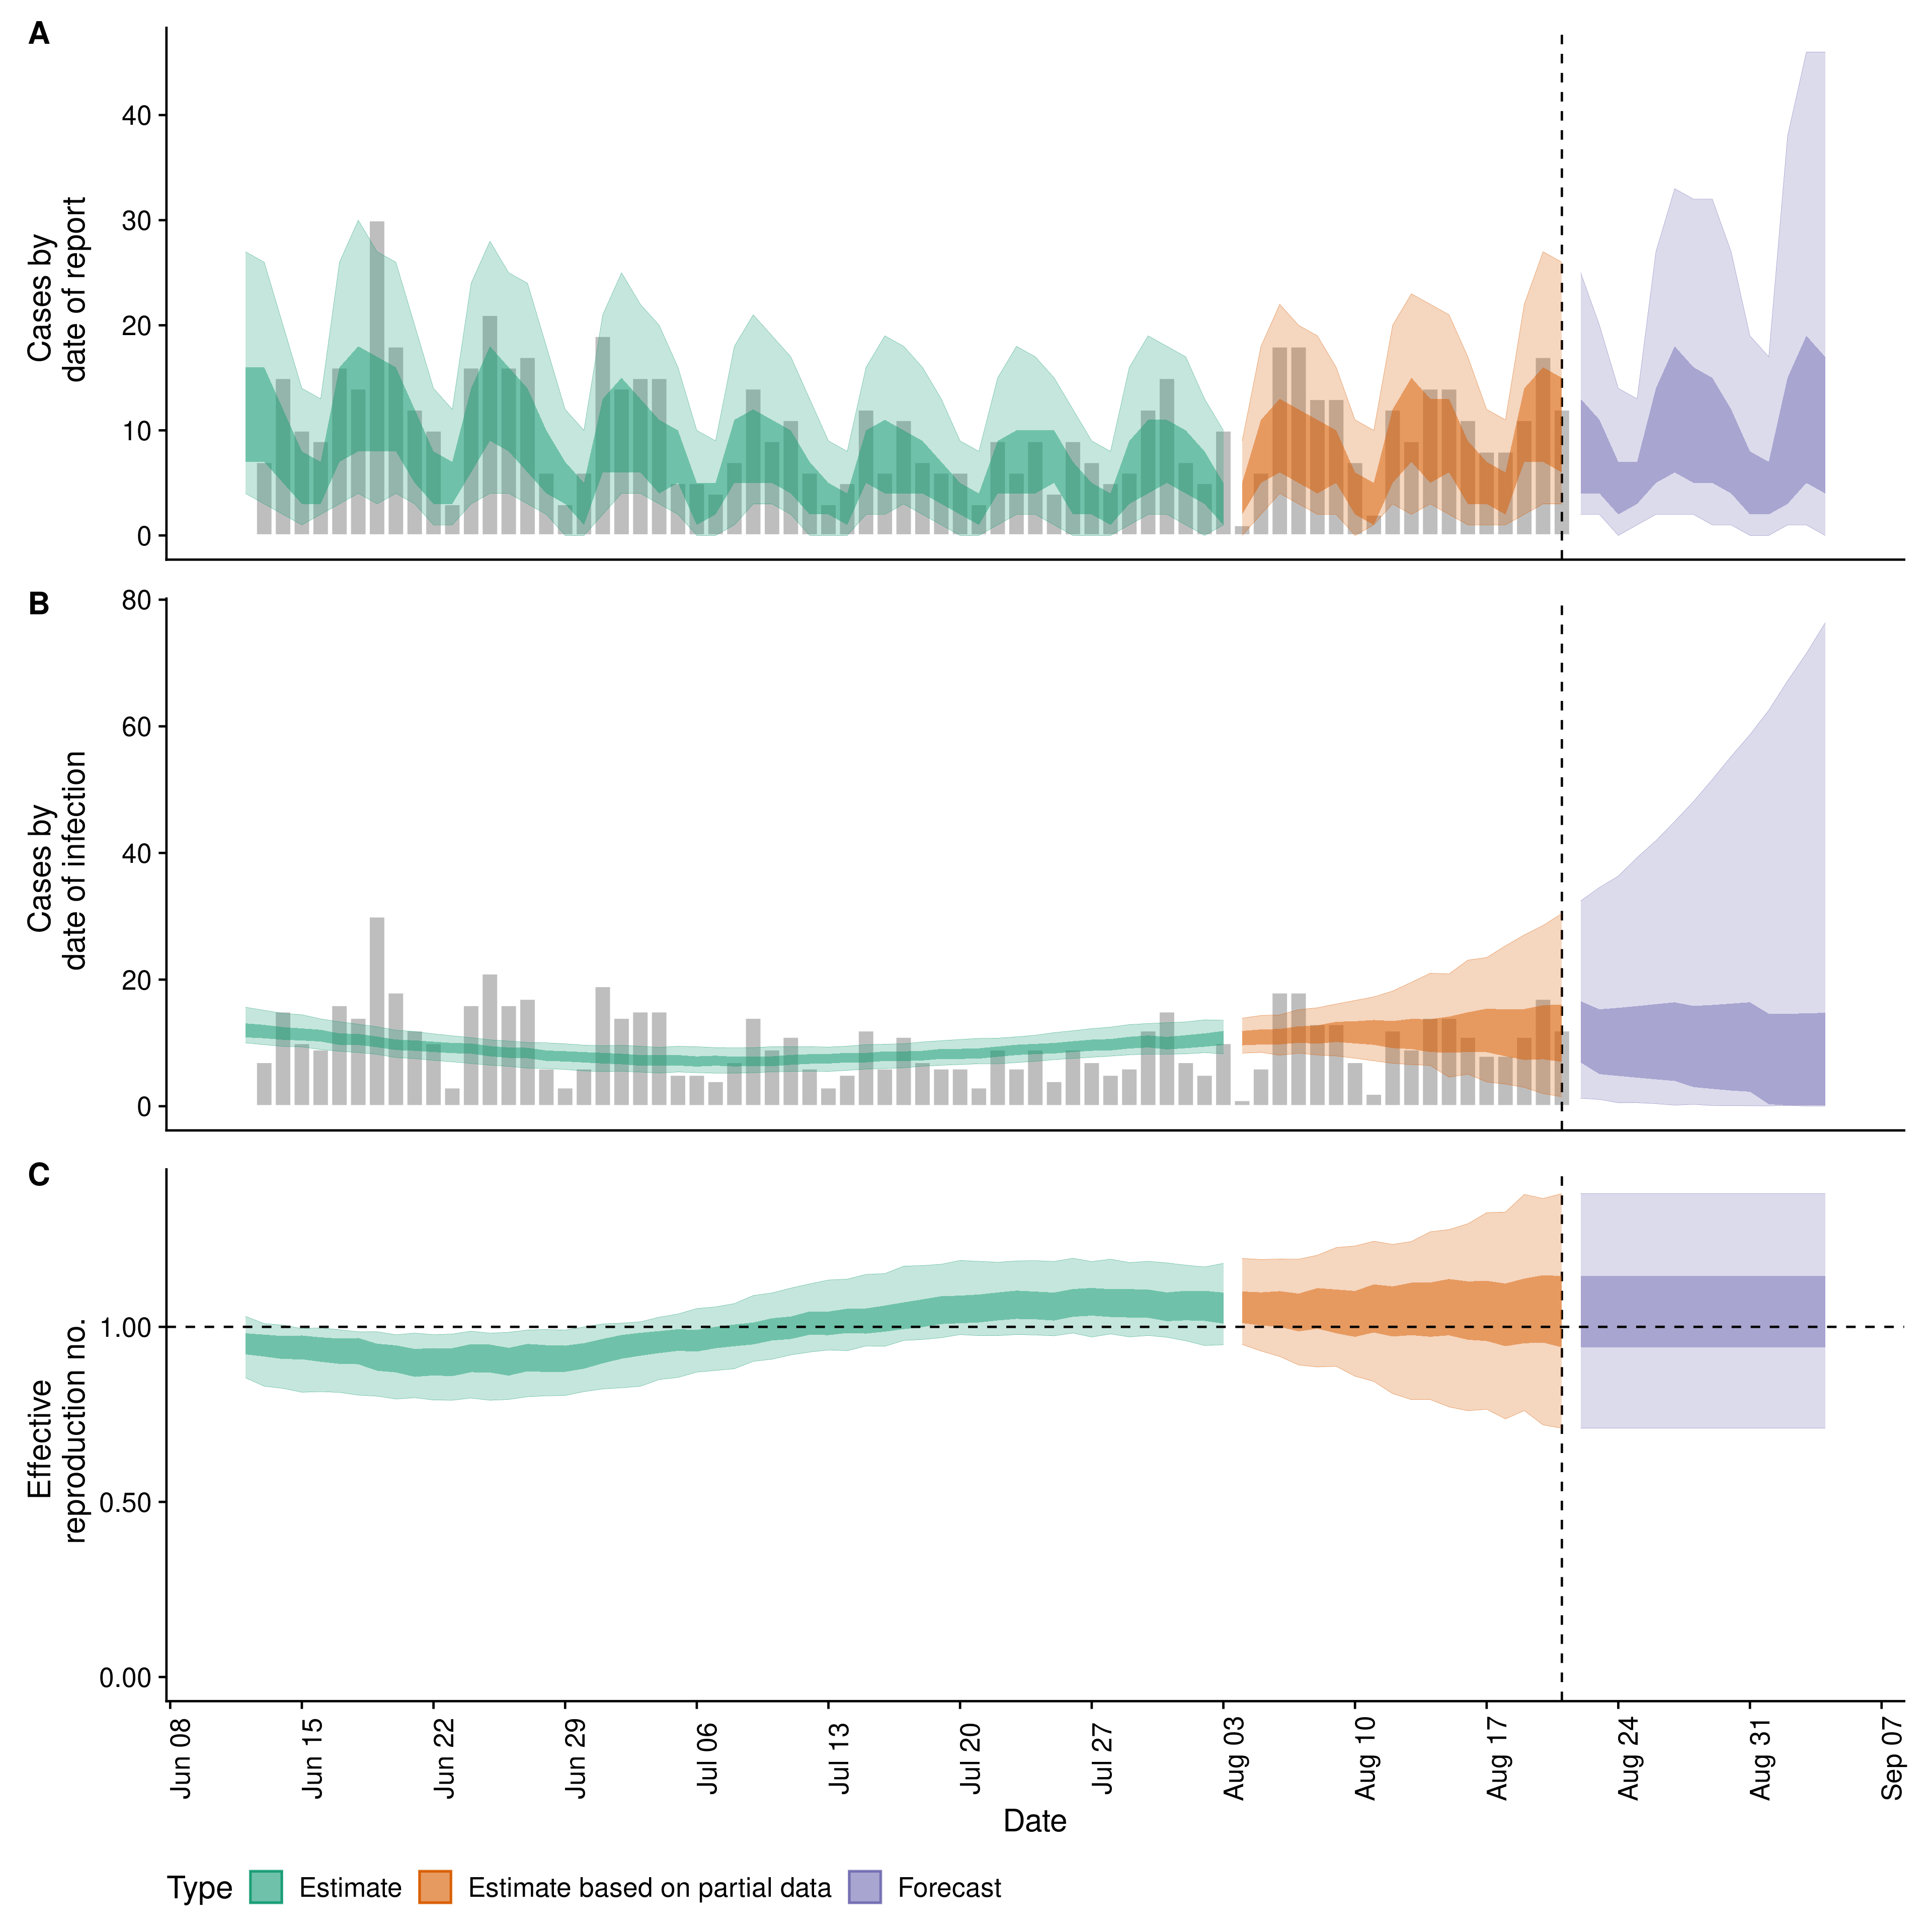 A
Cases by
date of report
40
30
20
10
0
B
Cases by
date of infection
80
60
40
20
0
C
Effective
reproduction no.
1.00
0.50
0.00
Jun 08
Jun 15
Jun 22
Jun 29
Jul 06
Jul 13
Jul 20
Jul 27
Aug 03
Aug 10
Aug 17
Aug 24
Aug 31
Sep 07
Date
Type Estimate Estimate based on partial data Forecast